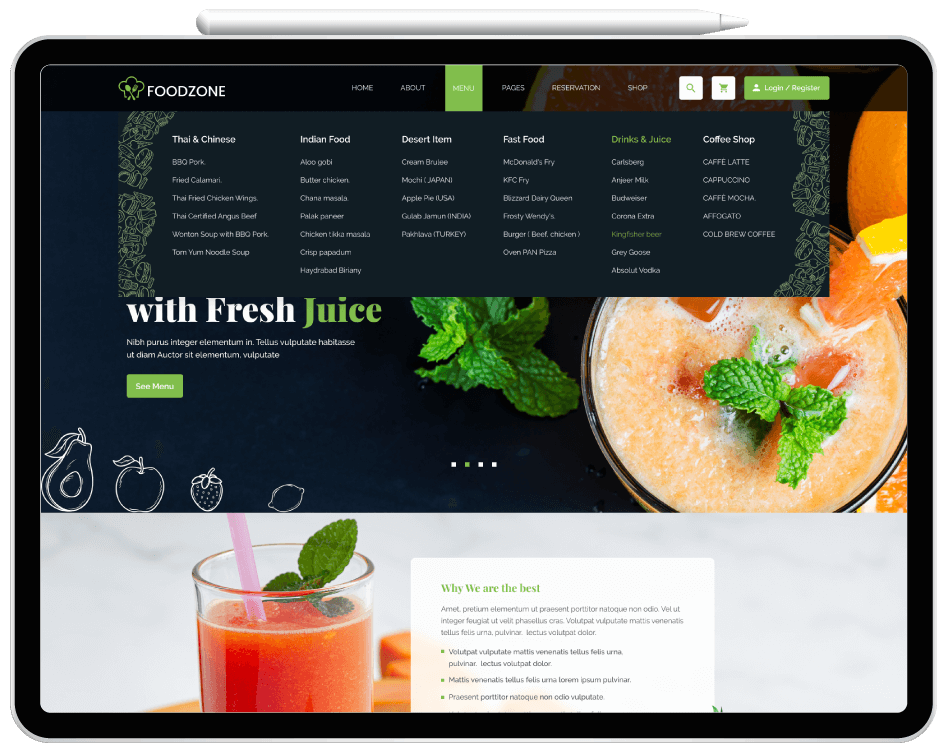 FOODZONE
HOME
ABOUT
MENU
PAGES
RESERVATION
SHOP
Login / Register
Thai & Chinese
BBQ Pork.
Fried Calamari.
Thai Fried Chicken Wings.
Thai Certified Angus Beef
Wonton Soup with BBQ Pork.
Tom Yum Noodle Soup
Indian Food
Aloo gobi
Butter chicken.
Chana masala.
Palak paneer
Chicken tikka masala
Crisp papadum
Haydrabad Biriany
Desert Item
Cream Brulee
Mochi ( JAPAN)
Apple Pie (USA)
Gulab Jamun (INDIA)
Pakhlava (TURKEY)
Fast Food
McDonald's Fry
KFC Fry
Blizzard Dairy Queen
Frosty Wendy's
Burger ( Beef, chicken )
Oven PAN Pizza
Drinks & Juice
Carlsberg
Anjeer Milk
Budweiser
Corona Extra
Kingfisher beer
Grey Goose
Absolut Vodka
Coffee Shop
CAFFÈ LATTE
CAPPUCCINO
CAFFÈ MOCHA.
AFFOGATO
COLD BREW COFFEE
with Fresh Juice
Nibh purus integer elementum in. Tellus vulputate habitasse
ut diam Auctor sit elementum, vulputate
See Menu
Why We are the best
Amet, pretium elementum ut praesent porttitor natoque non odio. Vel ut
integer feugiat ut velit phasellus cras. Volutpat vulputate mattis venenatis
tellus felis urna, pulvinar. lectus volutpat dolor.
Volutpat vulputate mattis venenatis tellus felis urna,
pulvinar. lectus volutpat dolor.
Mattis venenatis tellus felis urna lorem ipsum pulvinar.
Praesent porttitor natoque non odio vulputate.